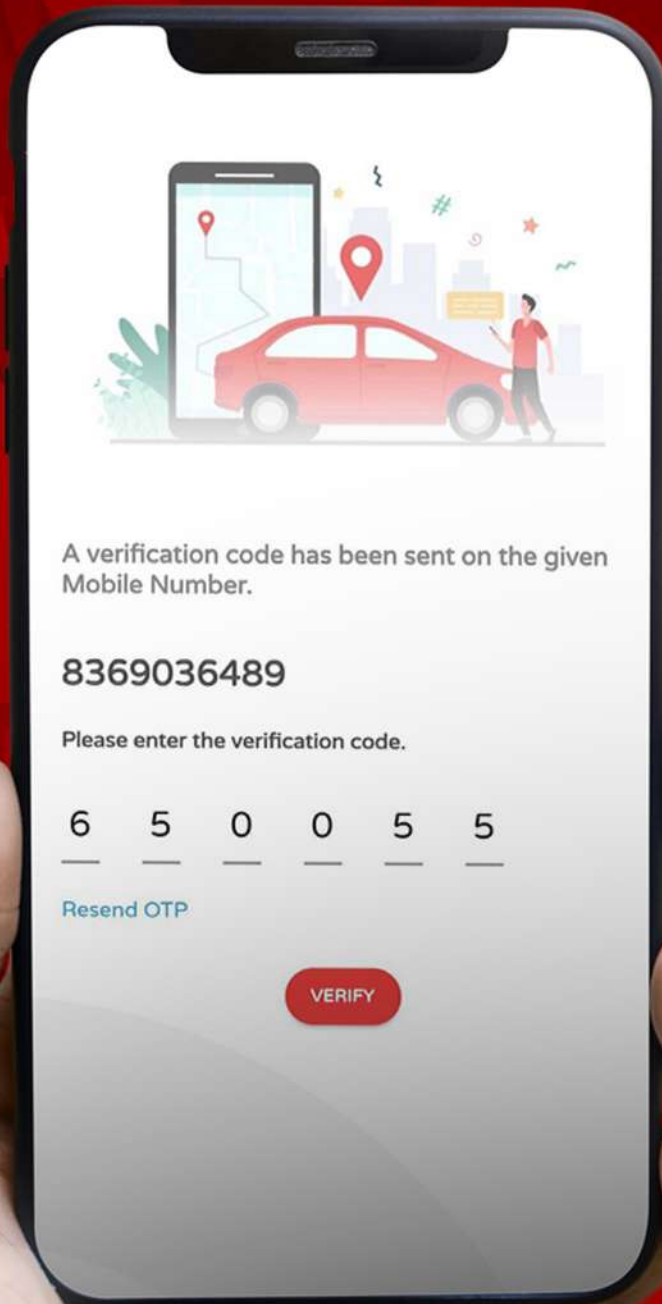 A verification code has been sent on the given
Mobile Number.
8369036489
Please enter the verification code.
6 5 0 0 5 5
Resend OTP
VERIFY